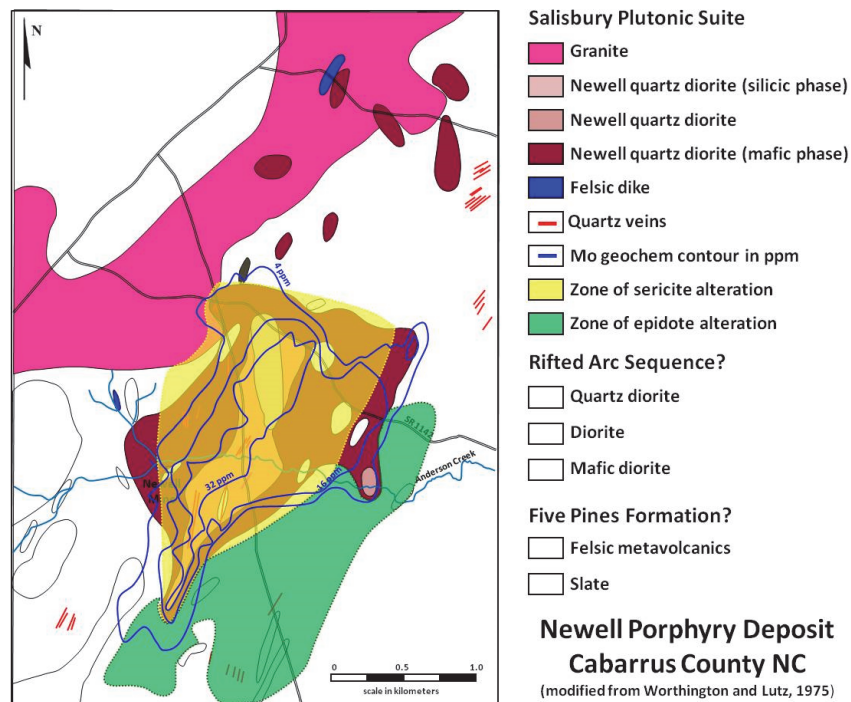 N
4 ppm
SR1142
Anderson Creek
Ne
M
32 ppm
16 ppm
0 0.5 1.0
scale in kilometers
Salisbury Plutonic Suite
Granite
Newell quartz diorite (silicic phase)
Newell quartz diorite
Newell quartz diorite (mafic phase)
Felsic dike
Quartz veins
Mo geochem contour in ppm
Zone of sericite alteration
Zone of epidote alteration
Rifted Arc Sequence?
Quartz diorite
Diorite
Mafic diorite
Five Pines Formation?
Felsic metavolcanics
Slate
Newell Porphyry Deposit
Cabarrus County NC
(modified from Worthington and Lutz, 1975)